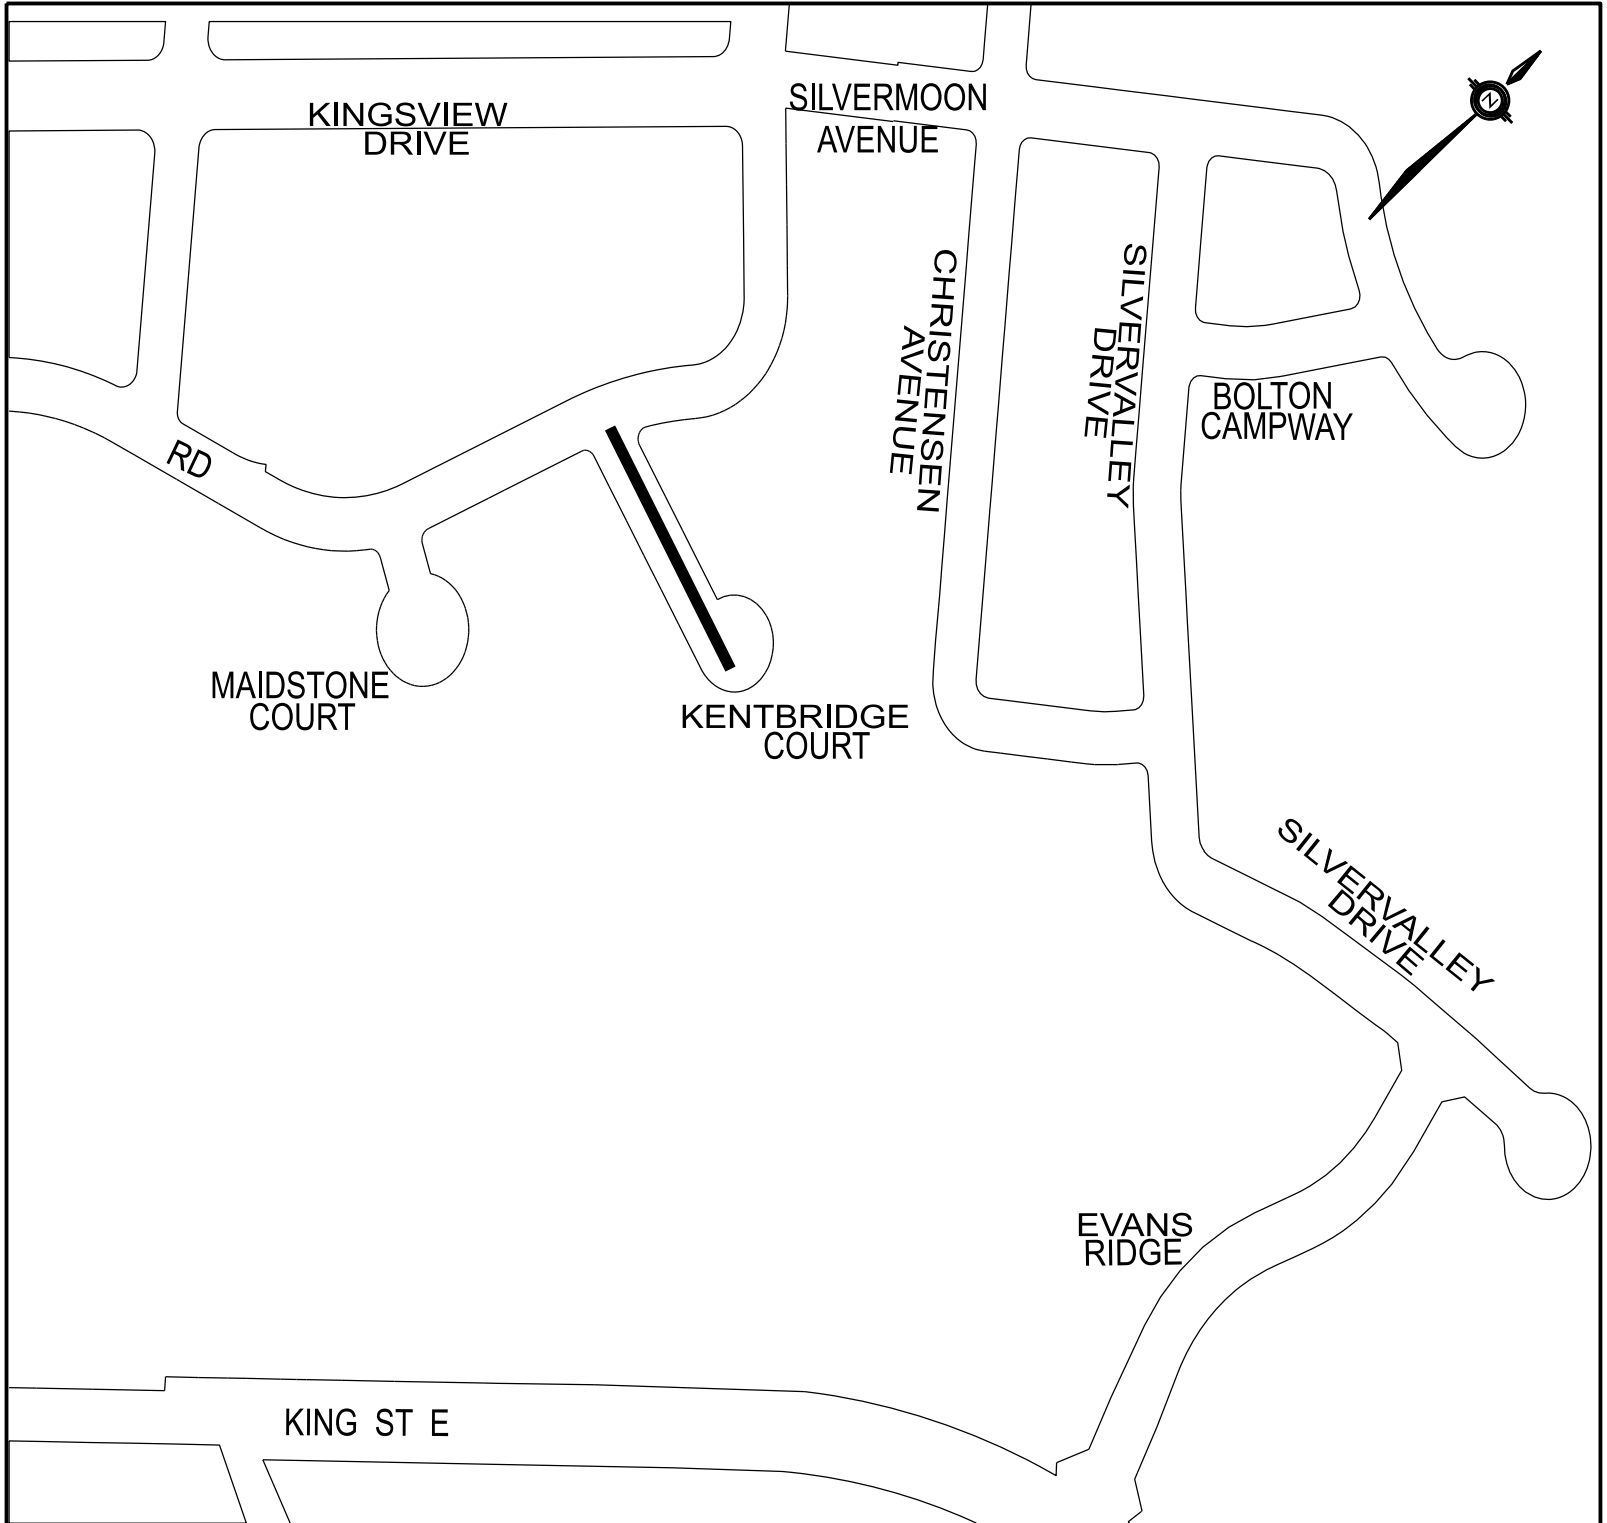 KINGSVIEW
DRIVE
SILVERMOON
AVENUE
N
CHRISTENSEN
AVENUE
SILVERVALLEY
DRIVE
BOLTON
CAMPWAY
RD
MAIDSTONE
COURT
KENTBRIDGE
COURT
SILVERVALLEY
DRIVE
EVANS
RIDGE
KING ST E